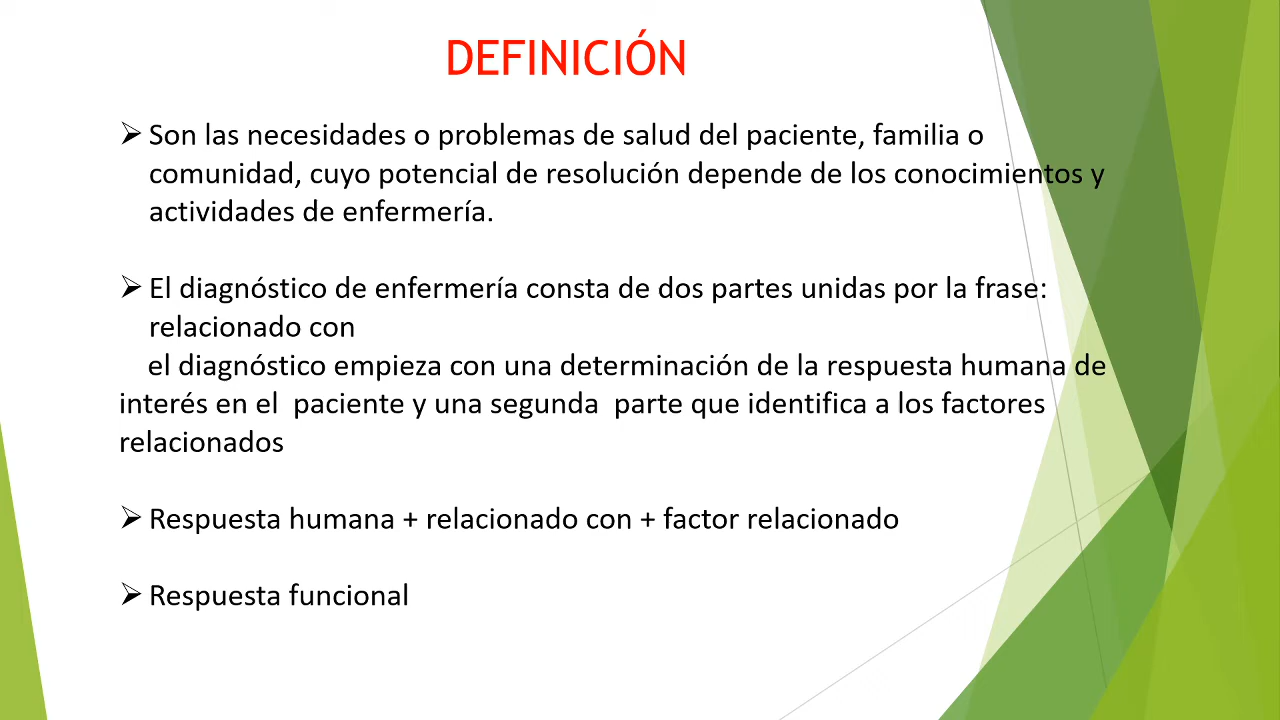 DEFINICIÓN
➢ Son las necesidades o problemas de salud del paciente, familia o
comunidad, cuyo potencial de resolución depende de los conocimientos y
actividades de enfermería.
➢ El diagnóstico de enfermería consta de dos partes unidas por la frase:
relacionado con
el diagnóstico empieza con una determinación de la respuesta humana de
interés en el  paciente y una segunda  parte que identifica a los factores
relacionados
➢ Respuesta humana + relacionado con + factor relacionado
➢ Respuesta funcional